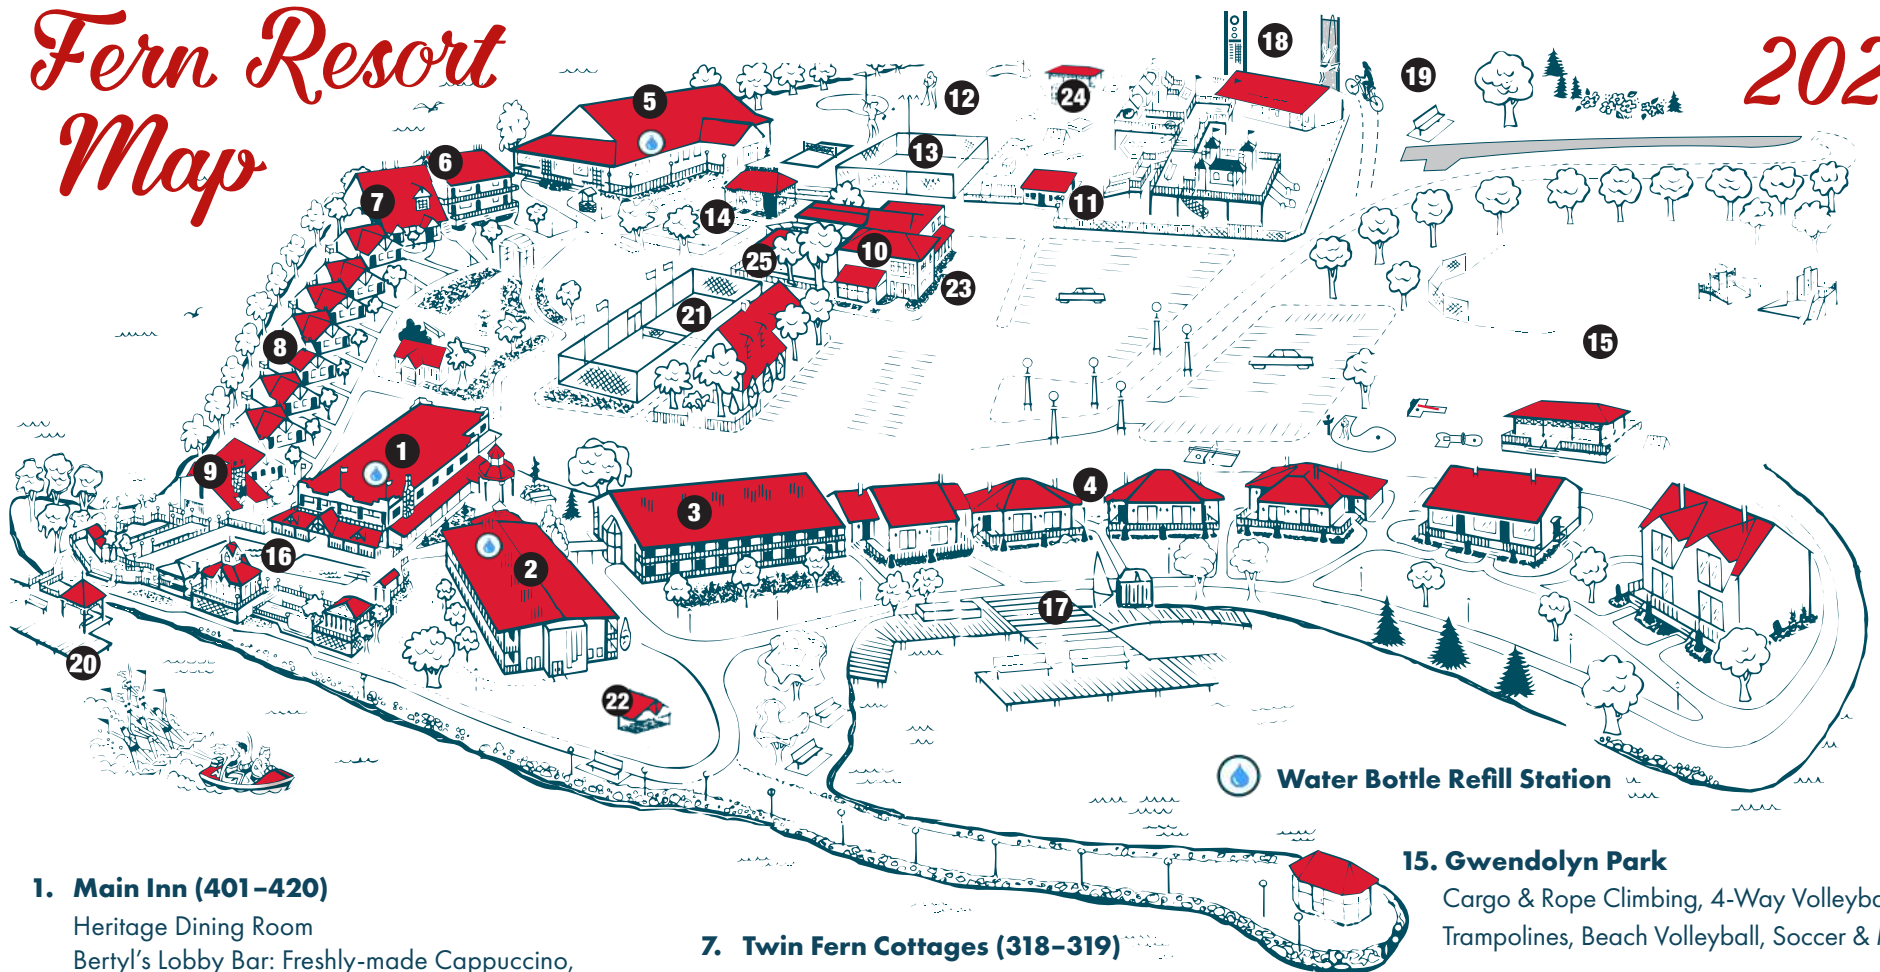 Fern Resort
Map
202
18
19
5
12
24
6
13
7
14
11
10
25
23
21
15
8
1
9
4
3
16
2
17
20
22
Water Bottle Refill Station
1. Main Inn (401–420)
Heritage Dining Room
Bertyl's Lobby Bar: Freshly-made Cappuccino,
7. Twin Fern Cottages (318–319)
15. Gwendolyn Park
Cargo & Rope Climbing, 4-Way
Trampolines, Beach Volleyball, Soccer &